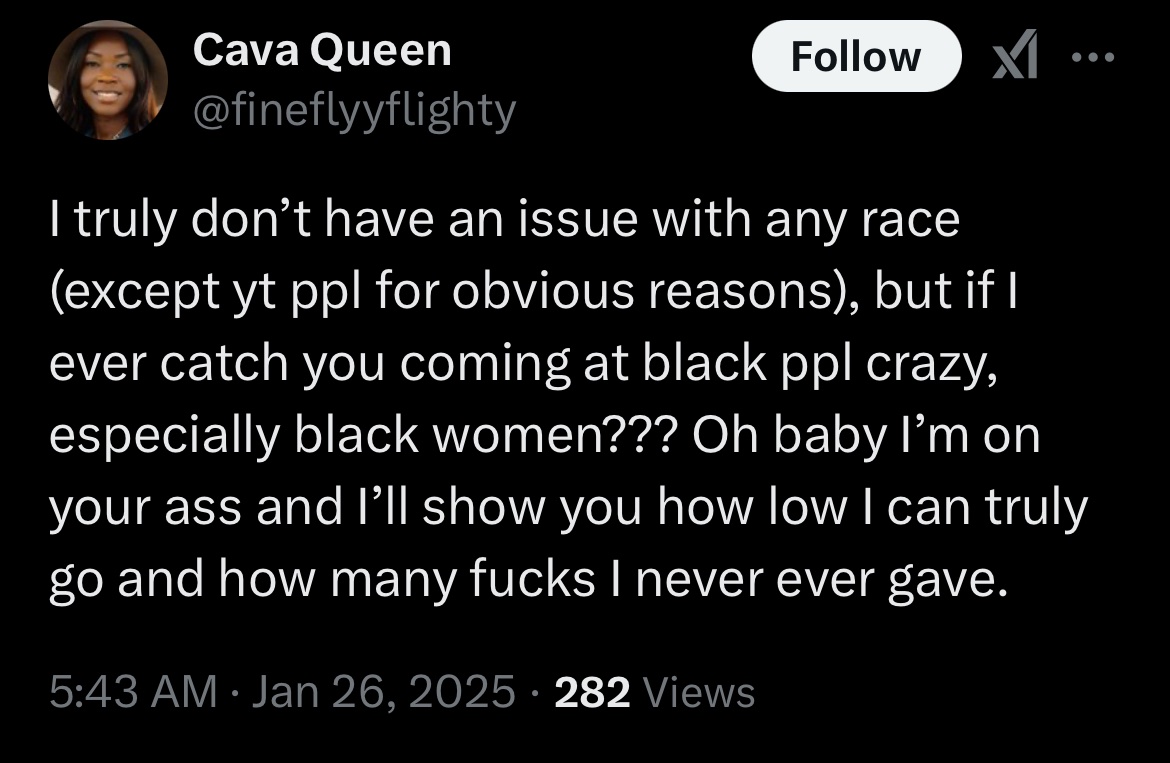 Cava Queen
@fineflyyflighty
Follow
I truly don’t have an issue with any race
(except yt ppl for obvious reasons), but if I
ever catch you coming at black ppl crazy,
especially black women??? Oh baby I’m on
your ass and I’ll show you how low I can truly
go and how many fucks I never ever gave.
5:43 AM · Jan 26, 2025 · 282 Views